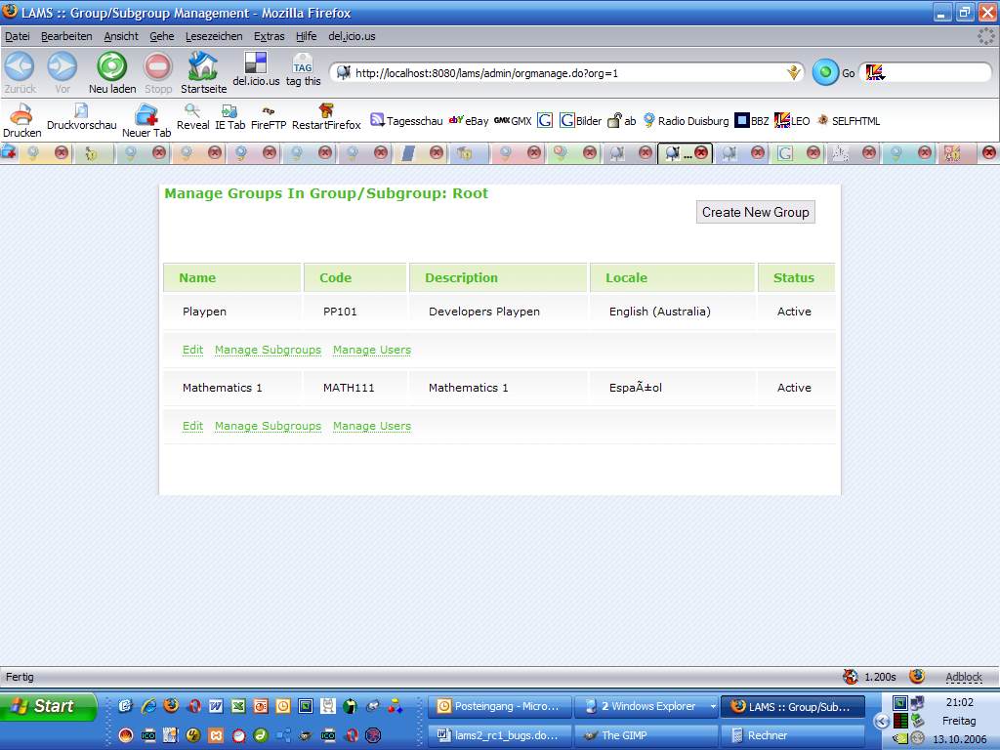 LAMS :: Group/Subgroup Management - Mozilla Firefox
Datei Bearbeiten Ansicht Gehe Lesezeichen Extras Hilfe del.icio.us
Zurück Vor Neu laden Stopp Startseite del.icio.us tag this http://localhost:8080/lams/admin/orgmanage.do?org=1 Go
TAG
Drucken Druckvorschau Neuer Tab Reveal IE Tab FireFTP RestartFirefox Tagesschau eBay GMX GMX Bilder ab Radio Duisburg BBZ LEO SELFHTML
...
Manage Groups In Group/Subgroup: Root
Create New Group
Name Code Description Locale Status
Playpen PP101 Developers Playpen English (Australia) Active
Edit Manage Subgroups Manage Users
Mathematics 1 MATH111 Mathematics 1 EspaÃ±ol Active
Edit Manage Subgroups Manage Users
Fertig 1.200s Adblock
Start Posteingang - Micro... 2 Windows Explorer LAMS :: Group/Sub... 21:02
Freitag
lams2_rc1_bugs.do... The GIMP Rechner 13.10.2006